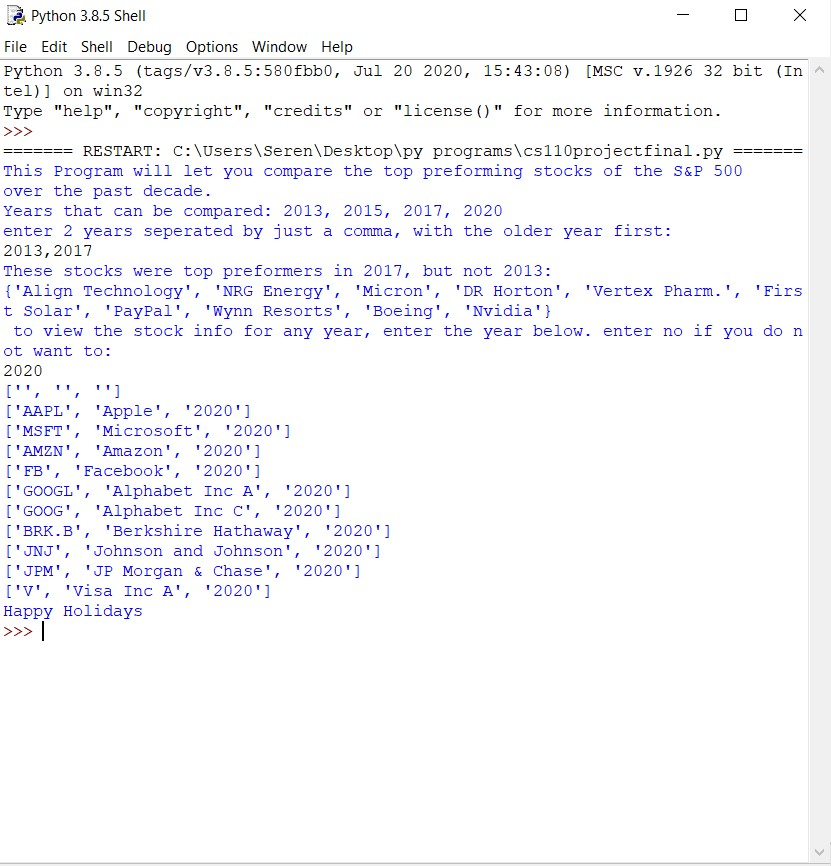 Python 3.8.5 Shell
File Edit Shell Debug Options Window Help
Python 3.8.5 (tags/v3.8.5:580fbb0, Jul 20 2020, 15:43:08) [MSC v.1926 32 bit (In
tel)] on win32
Type "help", "copyright", "credits" or "license()" for more information.
>>>
======= RESTART: C:\Users\Seren\Desktop\py programs\cs110projectfinal.py =======
This Program will let you compare the top preforming stocks of the S&P 500
over the past decade.
Years that can be compared: 2013, 2015, 2017, 2020
enter 2 years seperated by just a comma, with the older year first:
2013,2017
These stocks were top preformers in 2017, but not 2013:
{'Align Technology', 'NRG Energy', 'Micron', 'DR Horton', 'Vertex Pharm.', 'Firs
t Solar', 'PayPal', 'Wynn Resorts', 'Boeing', 'Nvidia'}
 to view the stock info for any year, enter the year below. enter no if you do n
ot want to:
2020
['', '', '']
['AAPL', 'Apple', '2020']
['MSFT', 'Microsoft', '2020']
['AMZN', 'Amazon', '2020']
['FB', 'Facebook', '2020']
['GOOGL', 'Alphabet Inc A', '2020']
['GOOG', 'Alphabet Inc C', '2020']
['BRK.B', 'Berkshire Hathaway', '2020']
['JNJ', 'Johnson and Johnson', '2020']
['JPM', 'JP Morgan & Chase', '2020']
['V', 'Visa Inc A', '2020']
Happy Holidays
>>>